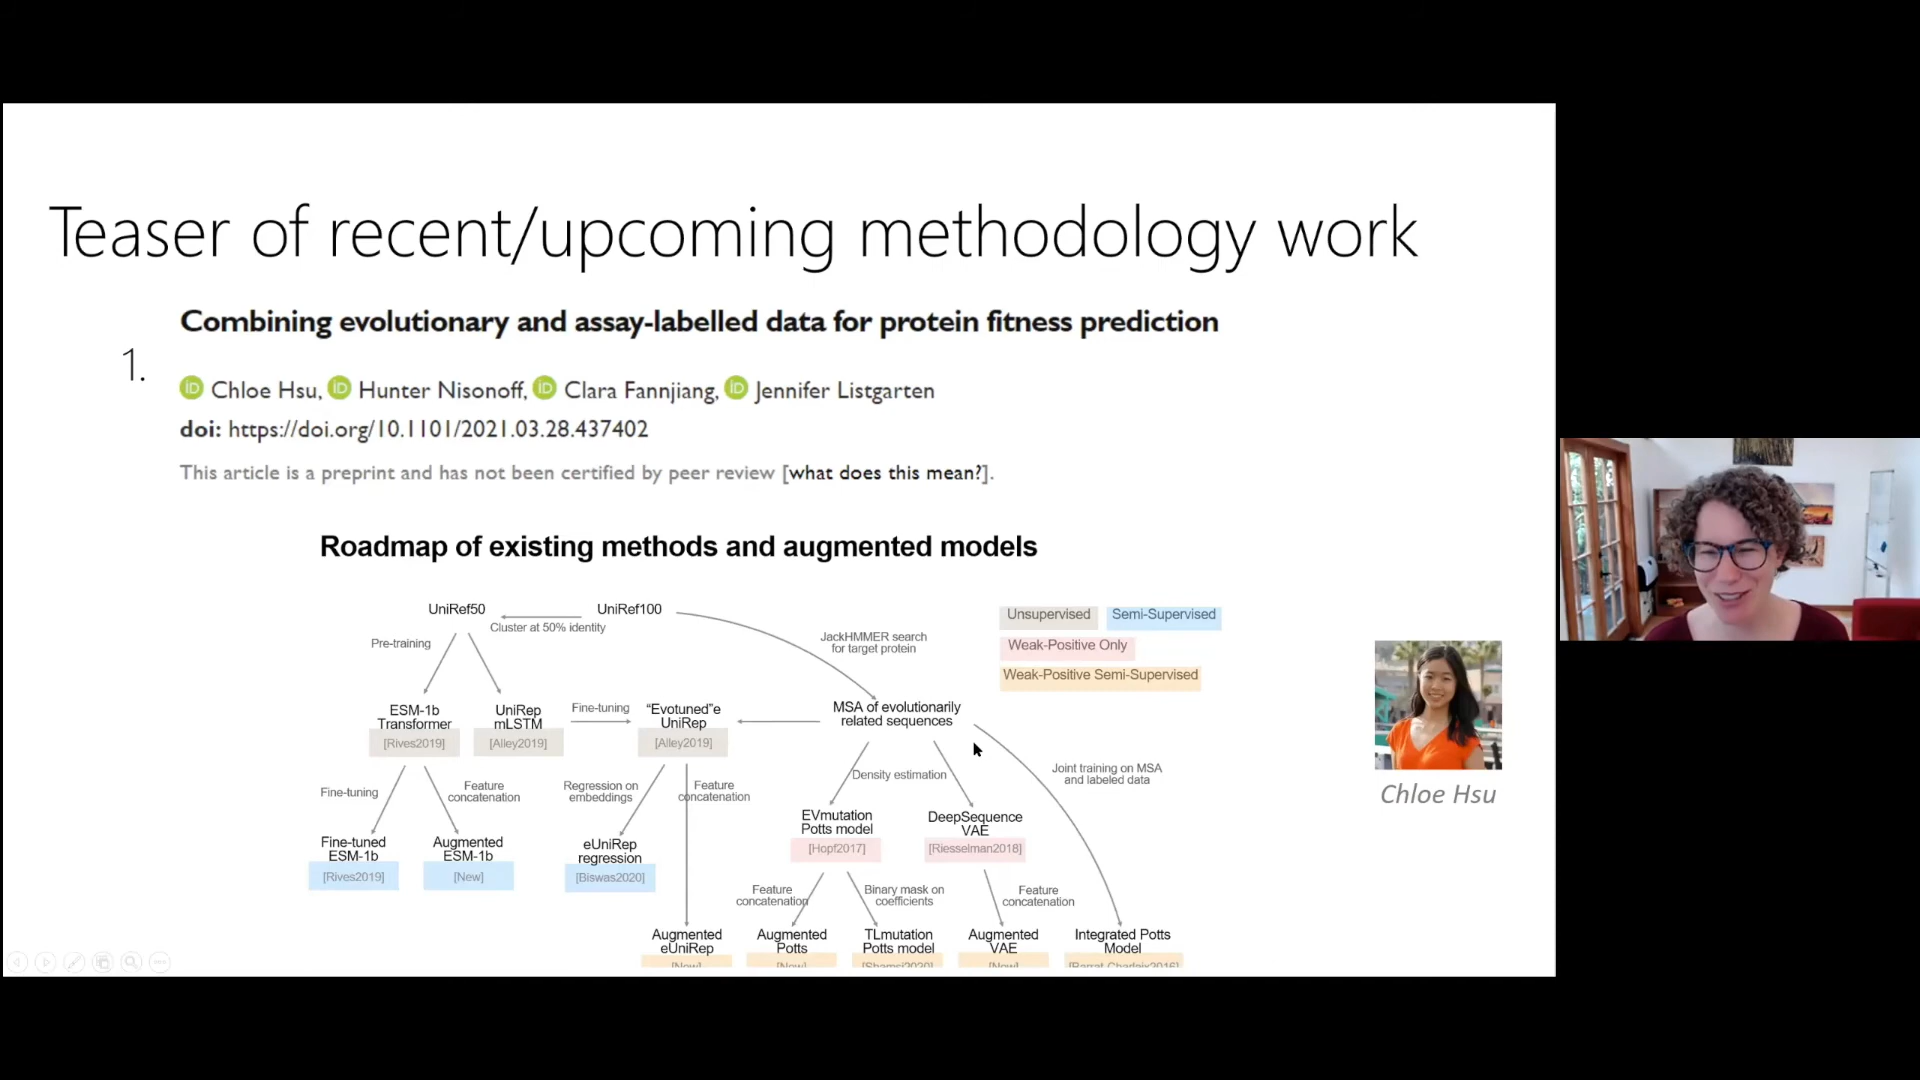 Teaser of recent/upcoming methodology work
Combining evolutionary and assay-labelled data for protein fitness prediction
1.
iD Chloe Hsu, iD Hunter Nisonoff, iD Clara Fannjiang, iD Jennifer Listgarten
doi: https://doi.org/10.1101/2021.03.28.437402
This article is a preprint and has not been certified by peer review [what does this mean?].
Roadmap of existing methods and augmented models
UniRef50
UniRef100
Cluster at 50% identity
Unsupervised
Semi-Supervised
Weak-Positive Only
Weak-Positive Semi-Supervised
Pre-training
JackHMMER search
for target protein
ESM-1b
Transformer
[Rives2019]
UniRep
mLSTM
[Alley2019]
Fine-tuning
“Evotuned”e
UniRep
[Alley2019]
MSA of evolutionarily
related sequences
Fine-tuning
Feature
concatenation
Regression on
embeddings
Feature
concatenation
Density estimation
Joint training on MSA
and labeled data
Chloe Hsu
EVmutation
Potts model
[Hopf2017]
DeepSequence
VAE
[Riesselman2018]
Fine-tuned
ESM-1b
[Rives2019]
Augmented
ESM-1b
[New]
eUniRep
regression
[Biswas2020]
Feature
concatenation
Binary mask on
coefficients
Feature
concatenation
Augmented
eUniRep
[New]
Augmented
Potts
[New]
TLmutation
Potts model
[Shamsi2020]
Augmented
VAE
[New]
Integrated Potts
Model
[Barrat-Charlaix2016]